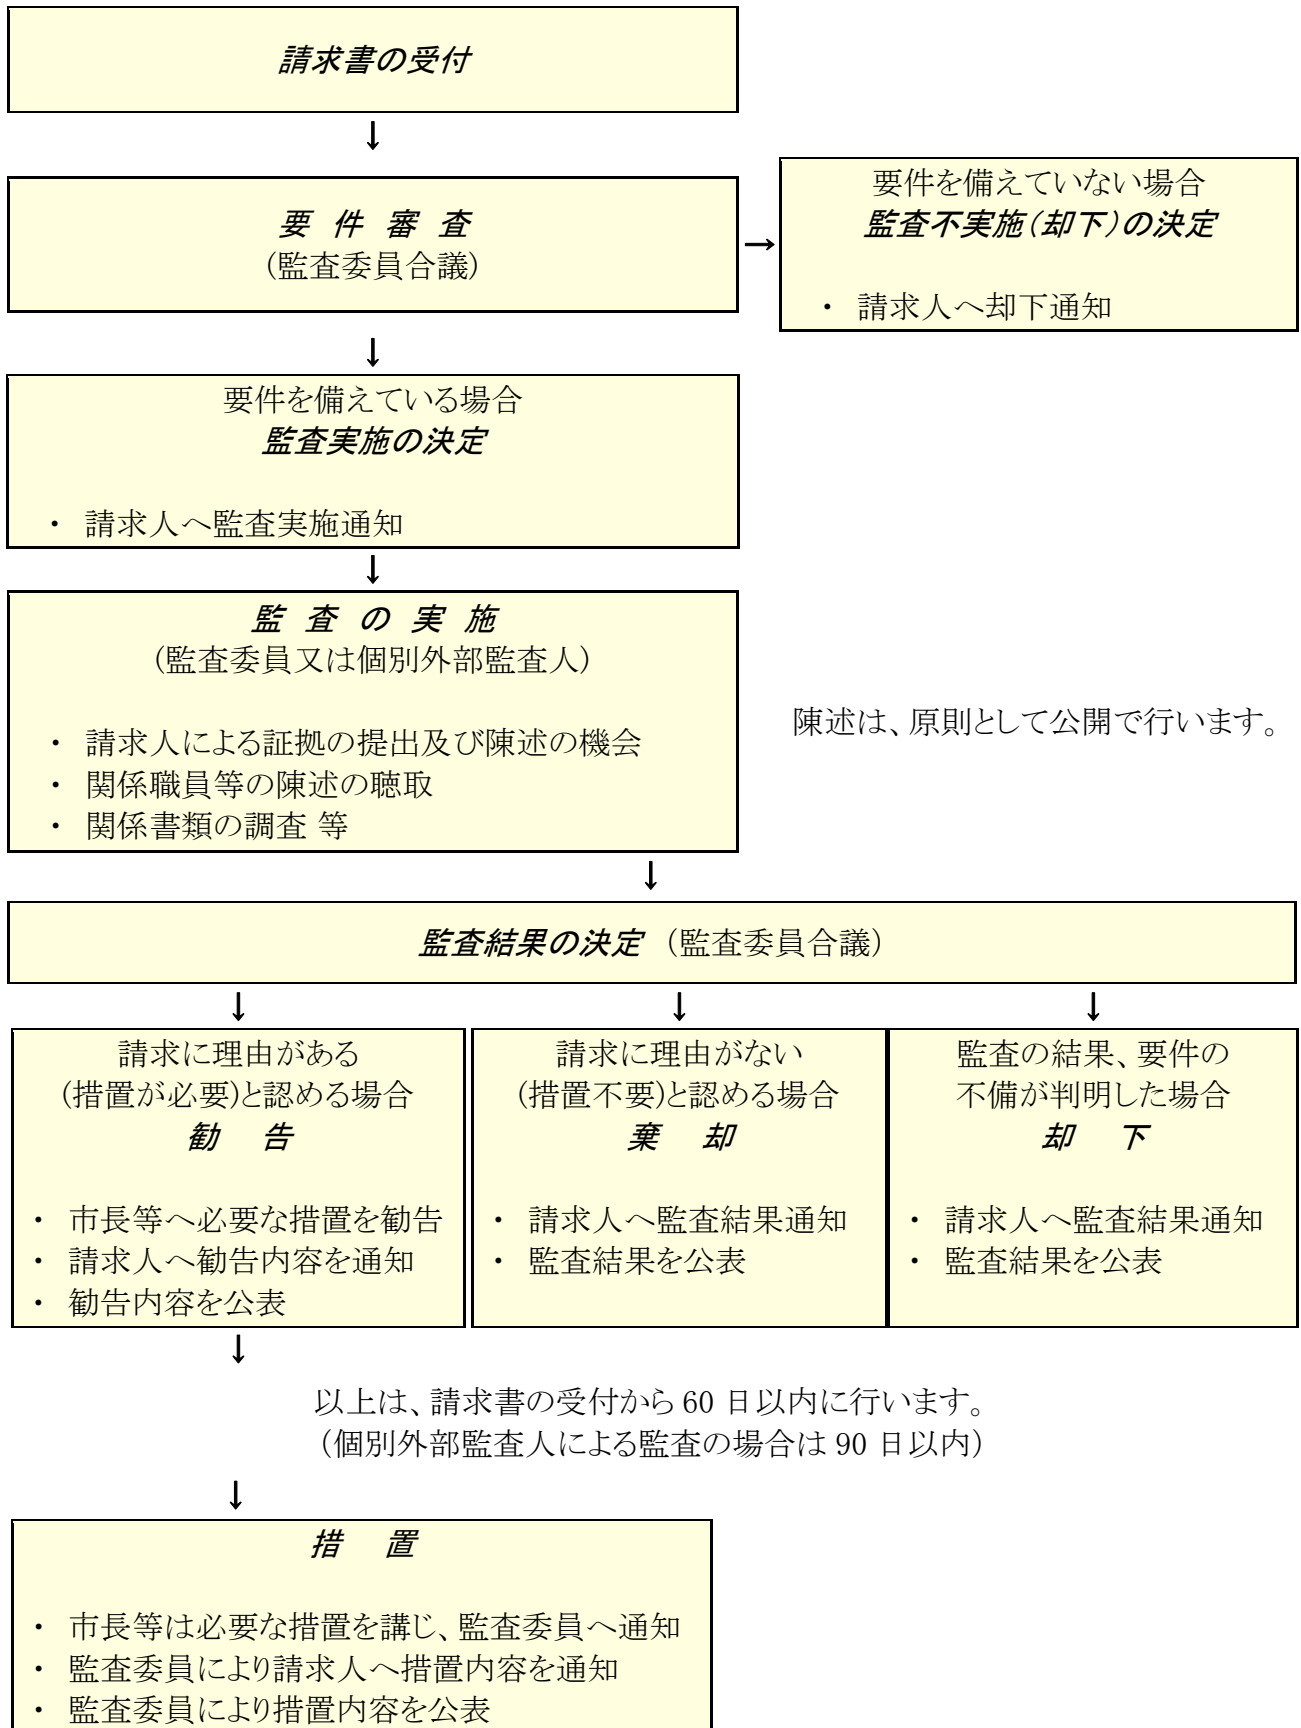 請求書の受付
↓
要 件 審 査
（監査委員合議）
→
要件を備えていない場合
監査不実施（却下）の決定
・ 請求人へ却下通知
↓
要件を備えている場合
監査実施の決定
・ 請求人へ監査実施通知
↓
監 査 の 実 施
（監査委員又は個別外部監査人）
・ 請求人による証拠の提出及び陳述の機会
・ 関係職員等の陳述の聴取
・ 関係書類の調査 等
陳述は、原則として公開で行います。
↓
監査結果の決定 （監査委員合議）
↓ ↓ ↓
請求に理由がある
(措置が必要)と認める場合
勧 告
・ 市長等へ必要な措置を勧告
・ 請求人へ勧告内容を通知
・ 勧告内容を公表
請求に理由がない
(措置不要)と認める場合
棄 却
・ 請求人へ監査結果通知
・ 監査結果を公表
監査の結果、要件の
不備が判明した場合
却 下
・ 請求人へ監査結果通知
・ 監査結果を公表
↓
以上は、請求書の受付から 60 日以内に行います。
（個別外部監査人による監査の場合は 90 日以内）
↓
措 置
・ 市長等は必要な措置を講じ、監査委員へ通知
・ 監査委員により請求人へ措置内容を通知
・ 監査委員により措置内容を公表